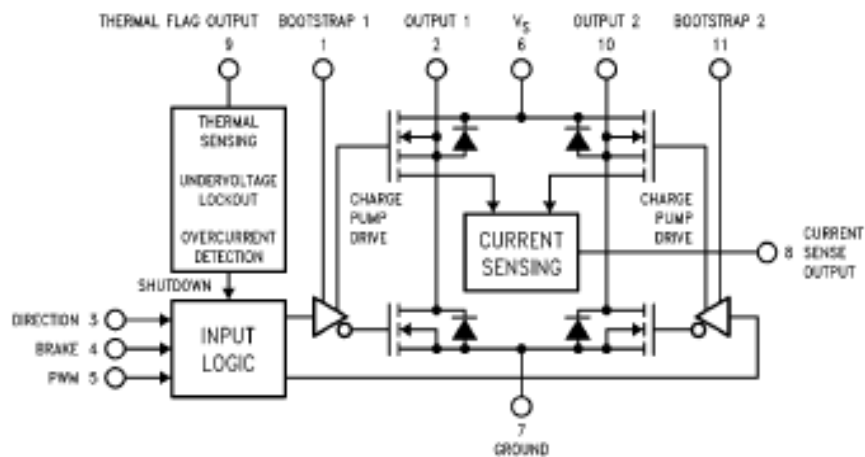 THERMAL FLAG OUTPUT
9
BOOTSTRAP 1
1
OUTPUT 1
2
VS
6
OUTPUT 2
10
BOOTSTRAP 2
11
THERMAL
SENSING
UNDERVOLTAGE
LOCKOUT
OVERCURRENT
DETECTION
CHARGE
PUMP
DRIVE
CURRENT
SENSING
CHARGE
PUMP
DRIVE
8 CURRENT
SENSE
OUTPUT
SHUTDOWN
DIRECTION 3
BRAKE 4
PWM 5
INPUT
LOGIC
7
GROUND